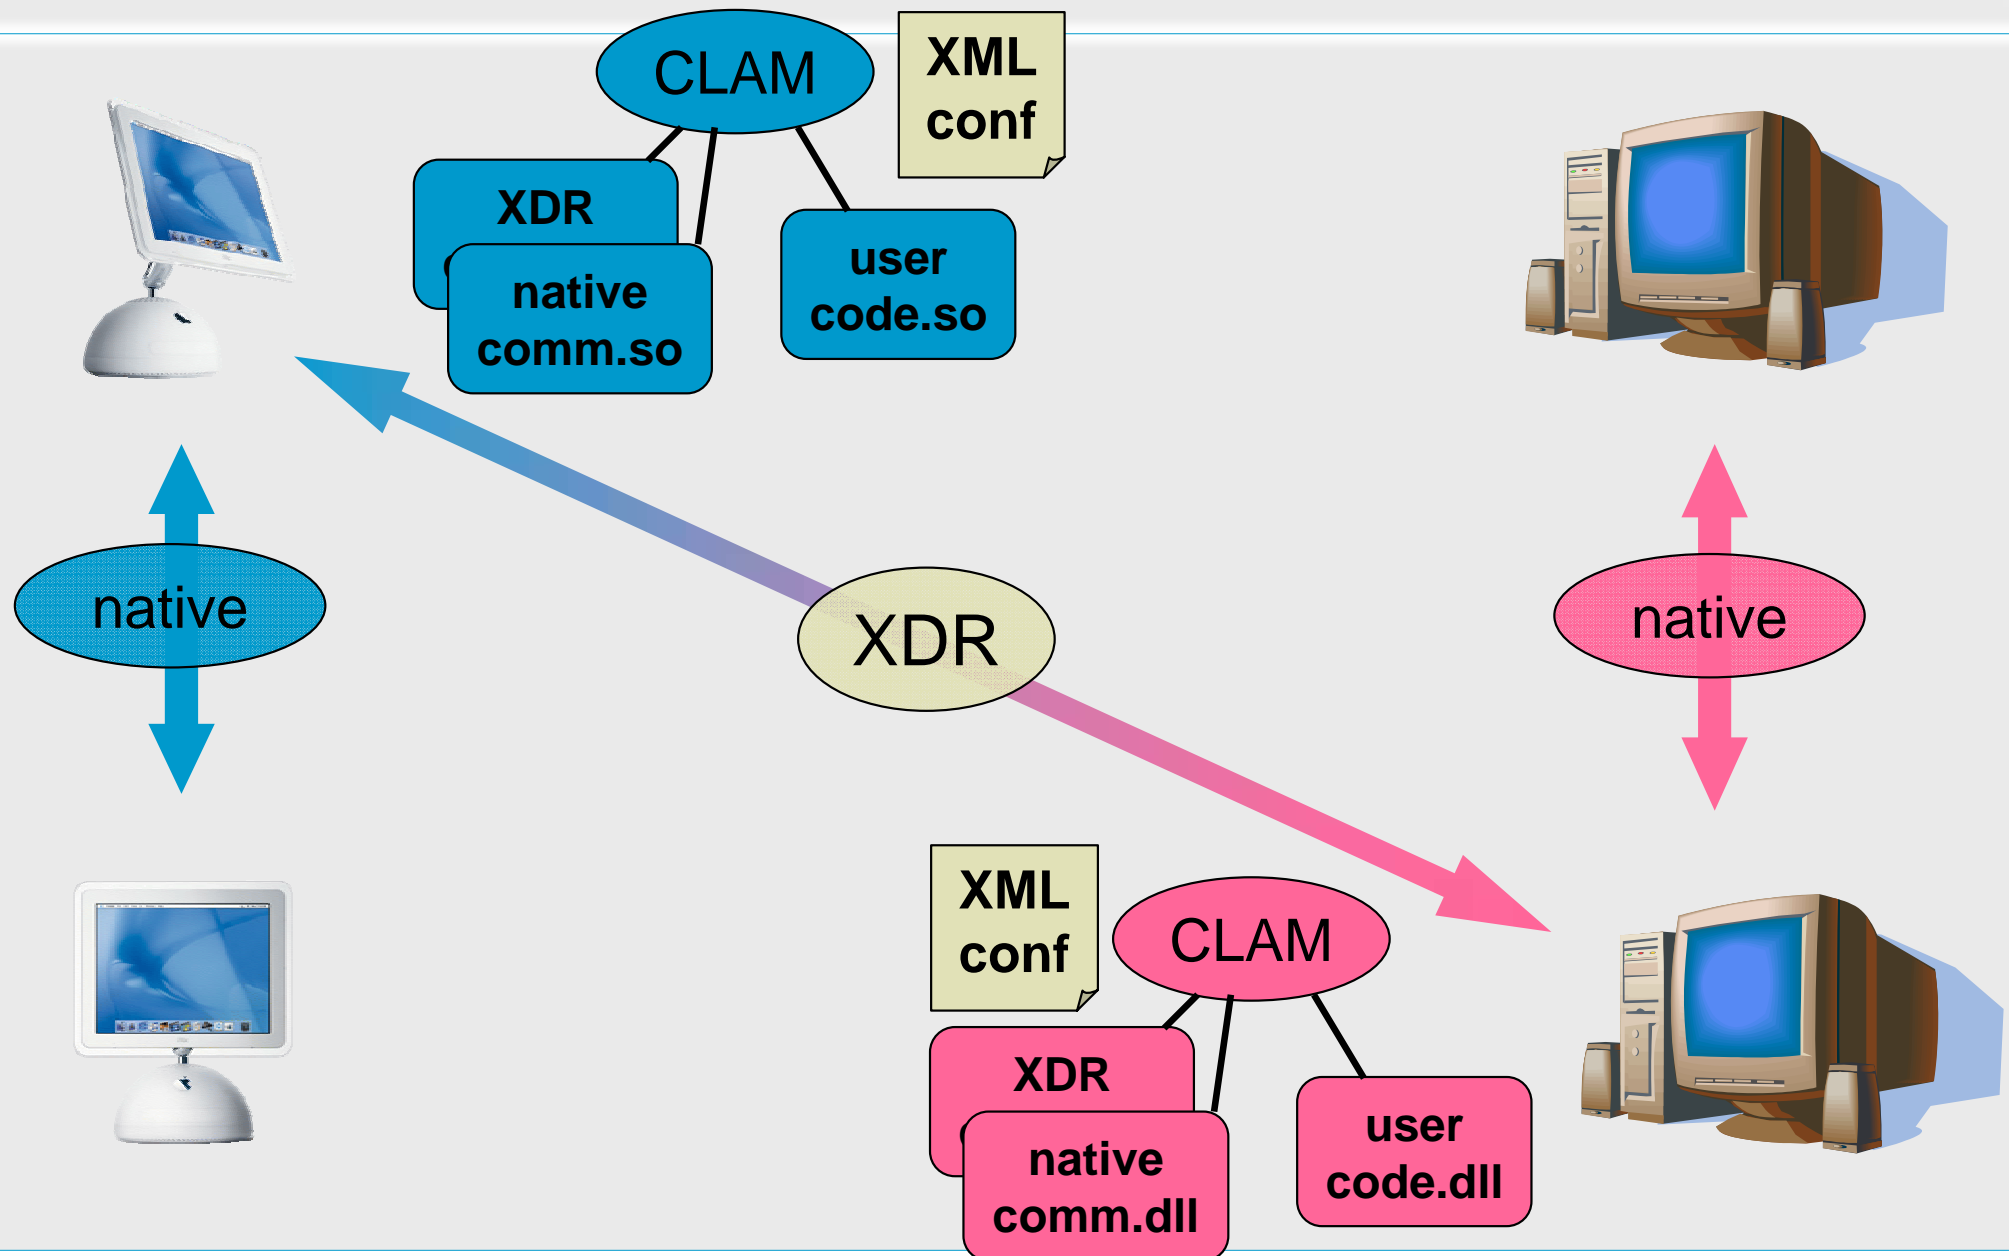 CLAM
XML
conf
XDR
native
comm.so
user
code.so
native
XDR
native
XML
conf
CLAM
XDR
native
comm.dll
user
code.dll